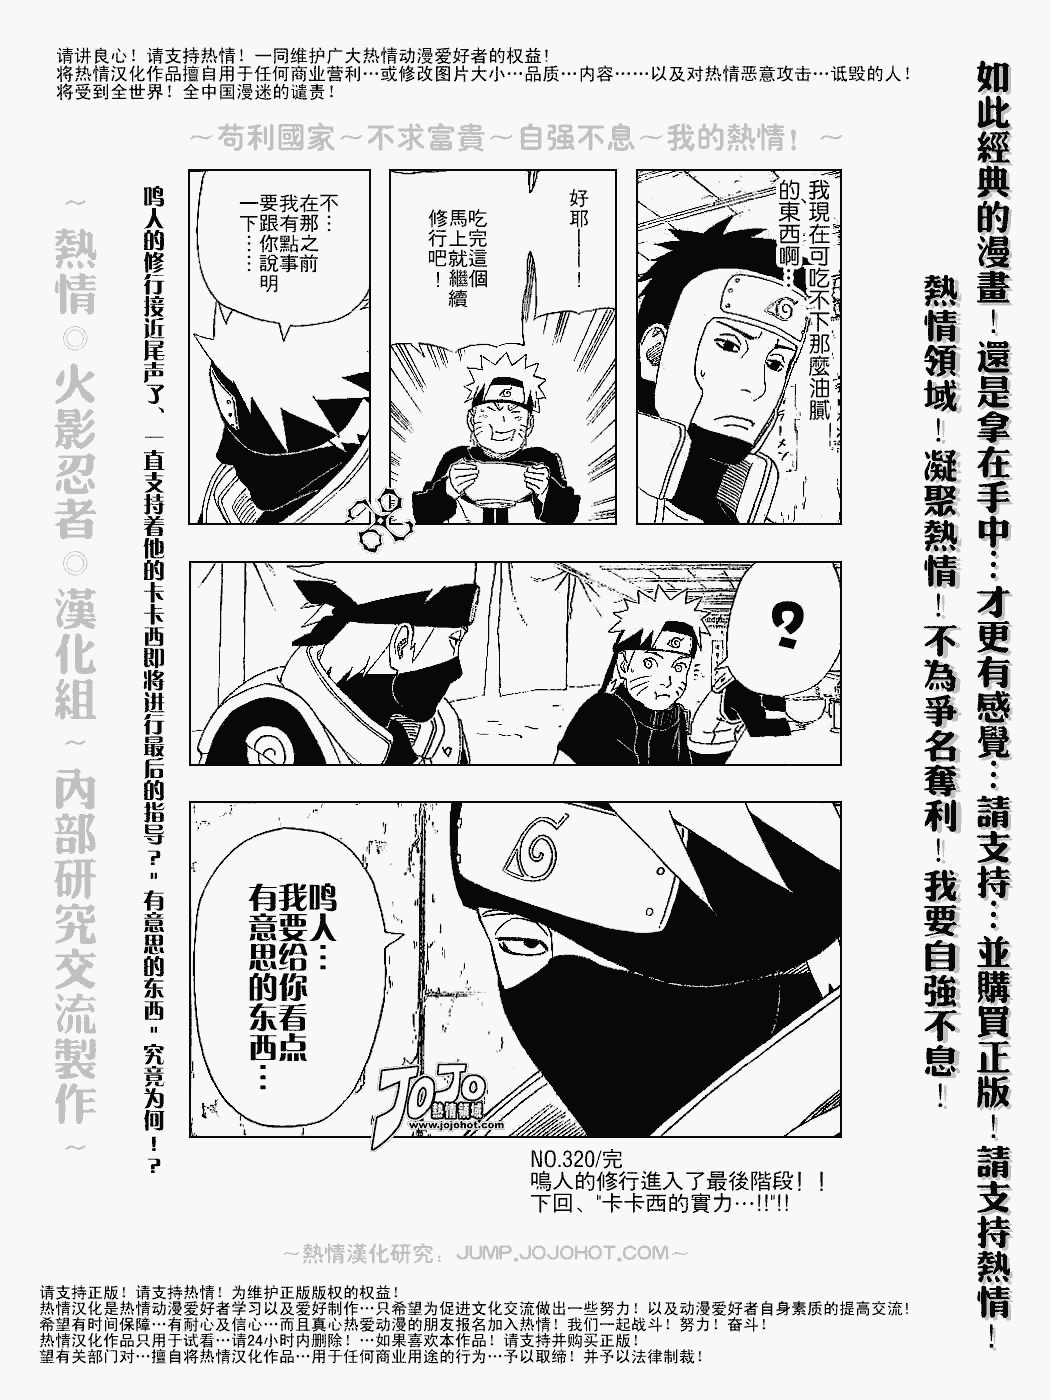 请讲良心！请支持热情！一同维护广大热情动漫爱好者的权益！
将热情汉化作品擅自用于任何商业营利…或修改图片大小…品质…内容……以及对热情恶意攻击…诋毁的人！
将受到全世界！全中国漫迷的谴责！
～苟利國家～不求富貴～自强不息～我的熱情！～
如此經典的漫畫！還是拿在手中…才更有感覺…請支持…並購買正版！請支持熱情！
熱情領域！凝聚熱情！不為爭名奪利！我要自強不息！
我現在可吃不下那麼油膩
的東西啊…
好耶——！
吃完這個
馬上就繼續
修行吧！
不…
在那之前
我有點事
要跟你說明
一下……
？
鸣人…
我要给你看点
有意思的东西…
鸣人的修行接近尾声了、一直支持着他的卡卡西即将进行最后的指导？"有意思的东西"究竟为何！？
～熱情◎火影忍者◎漢化組～內部研究交流製作～
JOJO
熱情領域
www.jojohot.com
NO.320/完
鳴人的修行進入了最後階段！！
下回、"卡卡西的實力…!!"!!
～熱情漢化研究：JUMP.JOJOHOT.COM～
请支持正版！请支持热情！为维护正版版权的权益！
热情汉化是热情动漫爱好者学习以及爱好制作…只希望为促进文化交流做出一些努力！以及动漫爱好者自身素质的提高交流！
希望有时间保障…有耐心及信心…而且真心热爱动漫的朋友报名加入热情！我们一起战斗！努力！奋斗！
热情汉化作品只用于试看…请24小时内删除！…如果喜欢本作品！请支持并购买正版！
望有关部门对…擅自将热情汉化作品…用于任何商业用途的行为…予以取缔！并予以法律制裁！